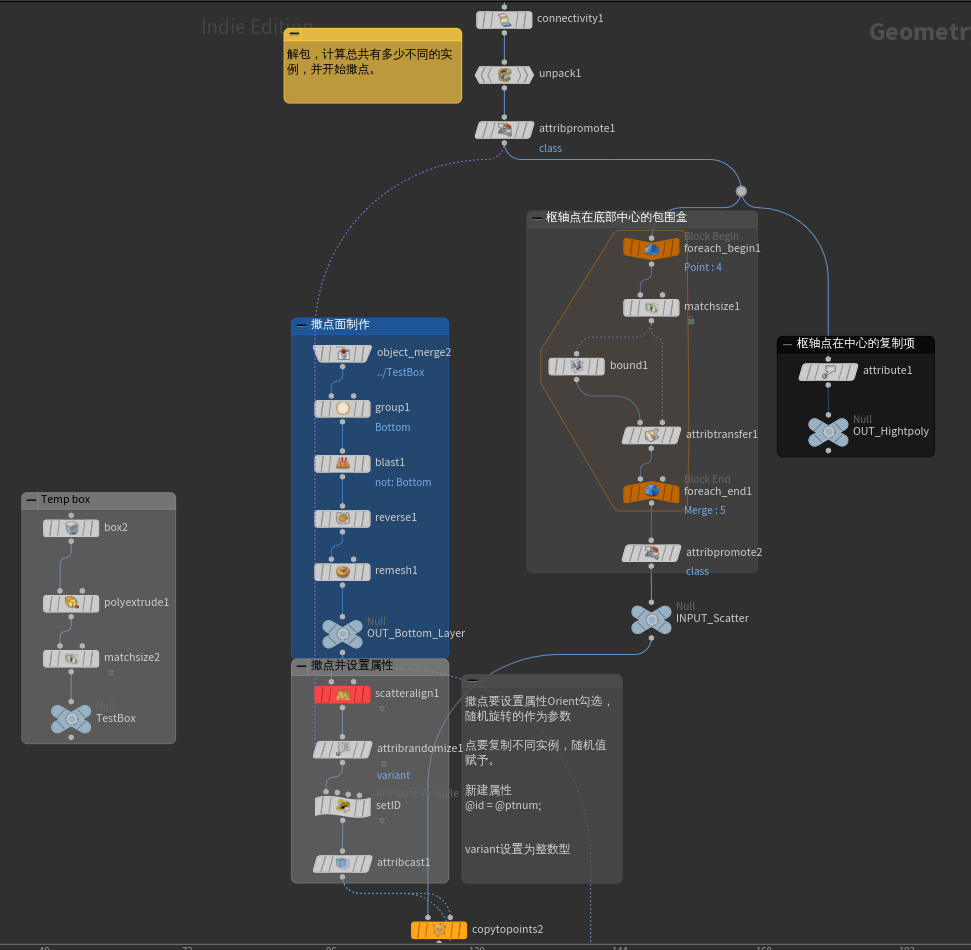 Indie Edition
Geometr
connectivity1
解包，计算总共有多少不同的实
例，并开始撒点。
unpack1
attribpromote1
class
枢轴点在底部中心的包围盒
Block Begin
foreach_begin1
Point : 4
matchsize1
bound1
attribtransfer1
Block End
foreach_end1
Merge : 5
attribpromote2
class
Null
INPUT_Scatter
枢轴点在中心的复制项
attribute1
Null
OUT_Hightpoly
撒点面制作
object_merge2
../TestBox
group1
Bottom
blast1
not: Bottom
reverse1
remesh1
Null
OUT_Bottom_Layer
Temp box
box2
polyextrude1
matchsize2
Null
TestBox
撒点并设置属性
scatteralign1
attribrandomize1
variant
Attribute Wrangle
setID
attribcast1
撒点要设置属性Orient勾选，
随机旋转的作为参数
点要复制不同实例，随机值
赋予。
新建属性
@id = @ptnum;
variant设置为整数型
copytopoints2